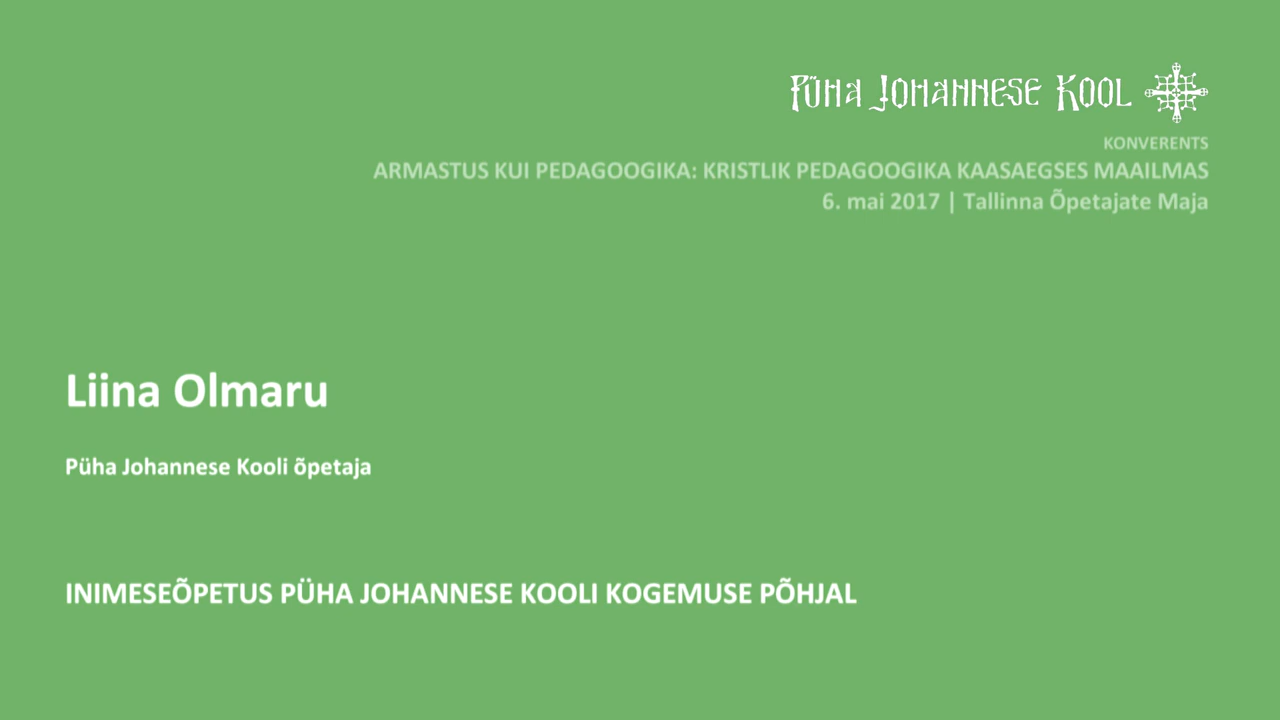 Püha Johannese Kool
KONVERENTS
ARMASTUS KUI PEDAGOOGIKA: KRISTLIK PEDAGOOGIKA KAASAEGSES MAAILMAS
6. mai 2017 | Tallinna Õpetajate Maja
Liina Olmaru
Püha Johannese Kooli õpetaja
INIMESEÕPETUS PÜHA JOHANNESE KOOLI KOGEMUSE PÕHJAL